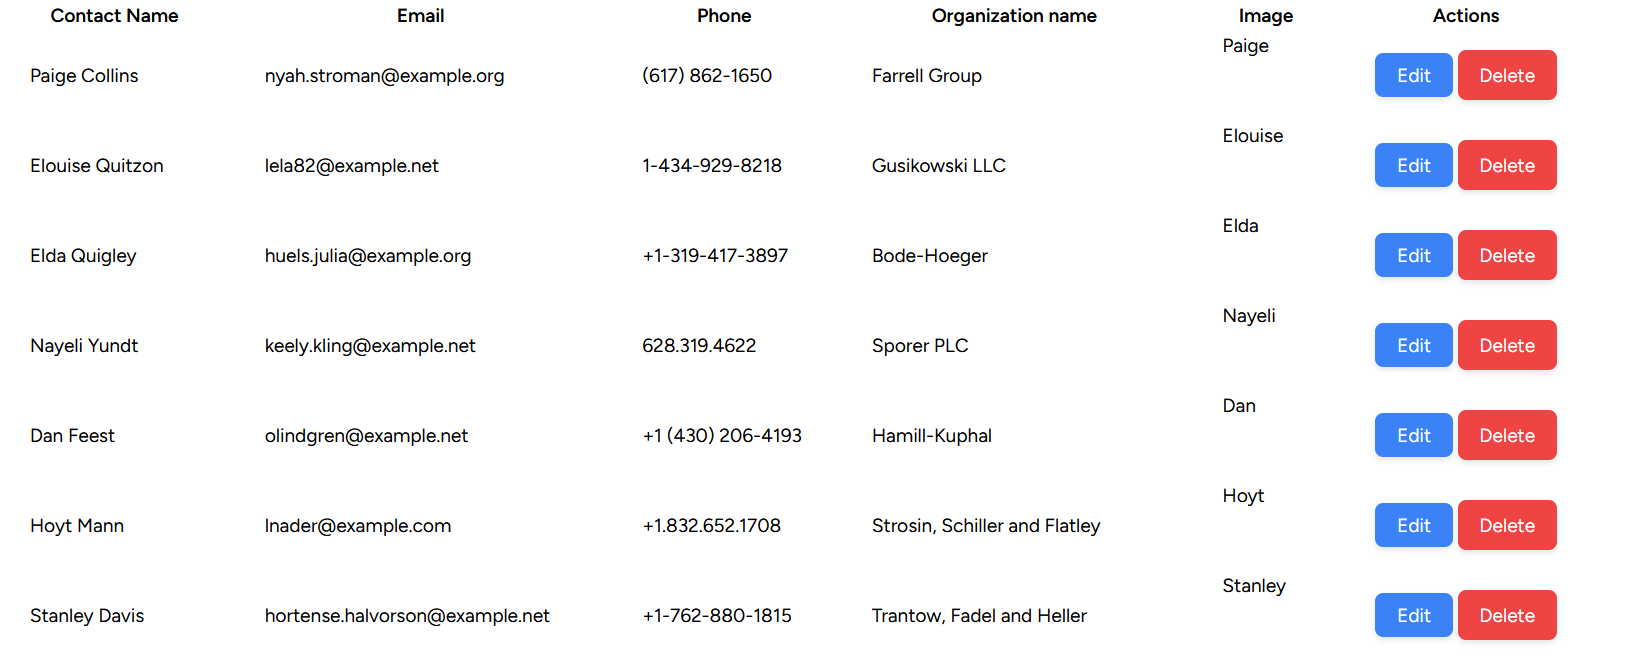 Contact Name Email Phone Organization name Image Actions
Paige Collins nyah.stroman@example.org (617) 862-1650 Farrell Group Paige Edit Delete
Elouise Quitzon lela82@example.net 1-434-929-8218 Gusikowski LLC Elouise Edit Delete
Elda Quigley huels.julia@example.org +1-319-417-3897 Bode-Hoeger Elda Edit Delete
Nayeli Yundt keely.kling@example.net 628.319.4622 Sporer PLC Nayeli Edit Delete
Dan Feest olindgren@example.net +1 (430) 206-4193 Hamill-Kuphal Dan Edit Delete
Hoyt Mann lnader@example.com +1.832.652.1708 Strosin, Schiller and Flatley Hoyt Edit Delete
Stanley Davis hortense.halvorson@example.net +1-762-880-1815 Trantow, Fadel and Heller Stanley Edit Delete